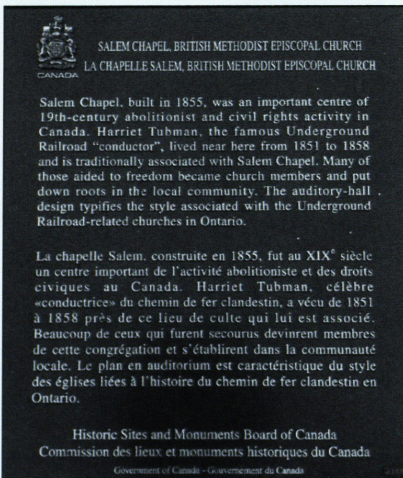 CANADA
SALEM CHAPEL, BRITISH METHODIST EPISCOPAL CHURCH
LA CHAPELLE SALEM, BRITISH METHODIST EPISCOPAL CHURCH
Salem Chapel, built in 1855, was an important centre of
19th-century abolitionist and civil rights activity in
Canada. Harriet Tubman, the famous Underground
Railroad "conductor", lived near here from 1851 to 1858
and is traditionally associated with Salem Chapel. Many of
those aided to freedom became church members and put
down roots in the local community. The auditory-hall
design typifies the style associated with the Underground
Railroad-related churches in Ontario.
La chapelle Salem, construite en 1855, fut au XIXe siècle
un centre important de l'activité abolitioniste et des droits
civiques au Canada. Harriet Tubman, célèbre
«conductrice» du chemin de fer clandestin, a vécu de 1851
à 1858 près de ce lieu de culte qui lui est associé.
Beaucoup de ceux qui furent secourus devinrent membres
de cette congrégation et s'établirent dans la communauté
locale. Le plan en auditorium est caractéristique du style
des églises liées à l'histoire du chemin de fer clandestin en
Ontario.
Historic Sites and Monuments Board of Canada
Commission des lieux et monuments historiques du Canada
Government of Canada - Gouvernement du Canada